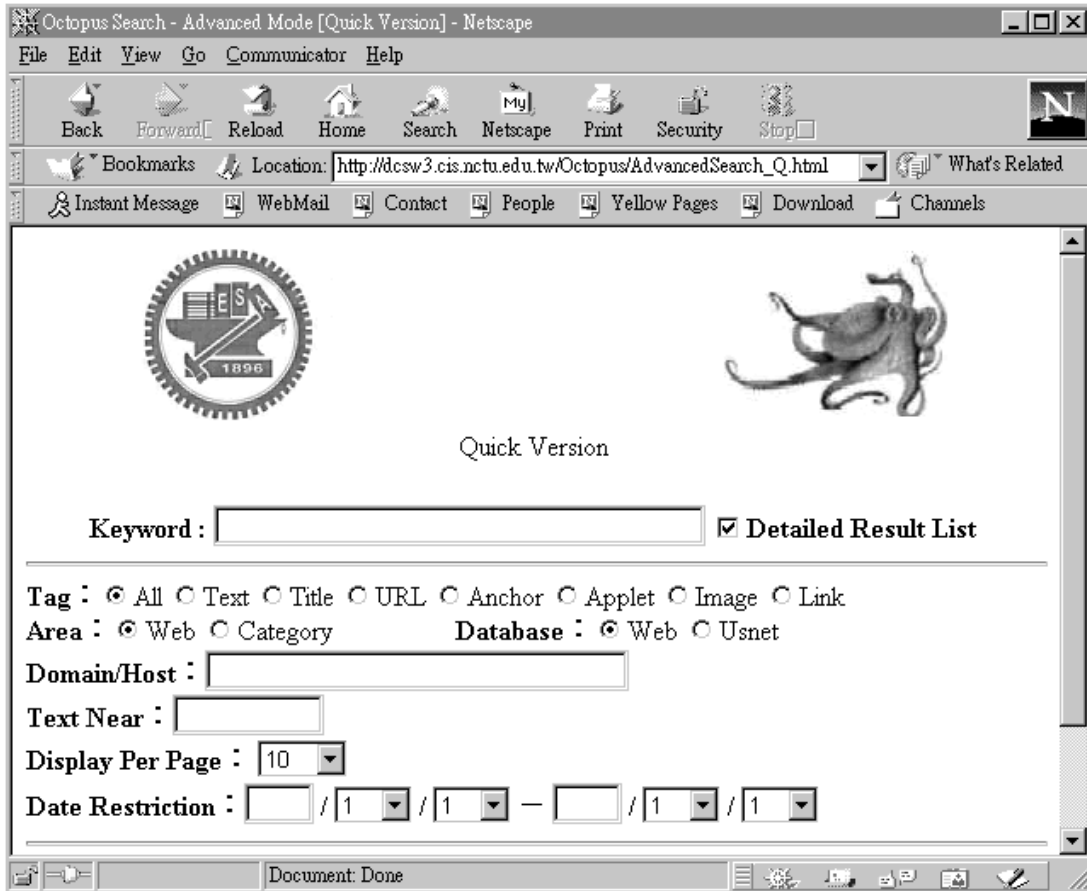 Octopus Search - Advanced Mode [Quick Version] - Netscape
File Edit View Go Communicator Help
My N
Back Forward Reload Home Search Netscape Print Security Stop
Bookmarks Location: http://dcsw3.cis.nctu.edu.tw/Octopus/AdvancedSearch_Q.html What's Related
Instant Message WebMail Contact People Yellow Pages Download Channels
E S A
1896
Quick Version
Keyword : Detailed Result List
Tag : All Text Title URL Anchor Applet Image Link
Area : Web Category Database : Web Usnet
Domain/Host :
Text Near :
Display Per Page : 10
Date Restriction : / 1 / 1 — / 1 / 1
Document: Done